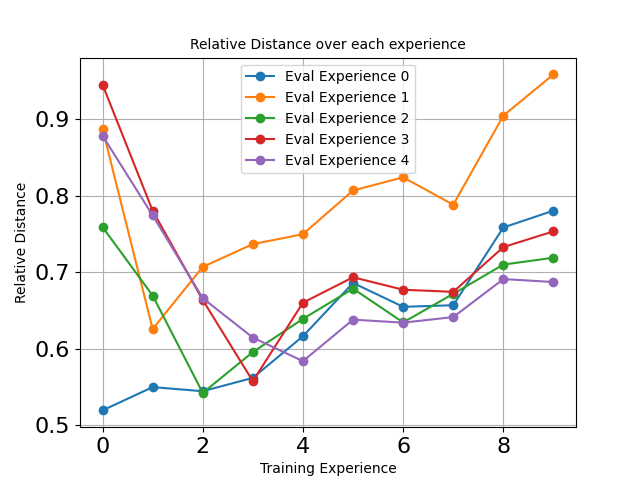 Relative Distance over each experience
Eval Experience 0
Eval Experience 1
Eval Experience 2
Eval Experience 3
Eval Experience 4
Relative Distance
0.9
0.8
0.7
0.6
0.5
0 2 4 6 8
Training Experience